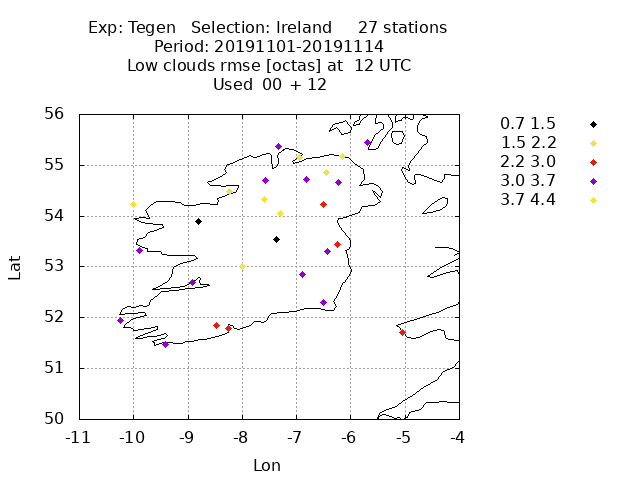 Exp: Tegen   Selection: Ireland     27 stations
Period: 20191101-20191114
Low clouds rmse [octas] at  12 UTC
Used  00 + 12
56
55
54
53
52
51
50
-11 -10 -9 -8 -7 -6 -5 -4
Lat
Lon
0.7 1.5
1.5 2.2
2.2 3.0
3.0 3.7
3.7 4.4